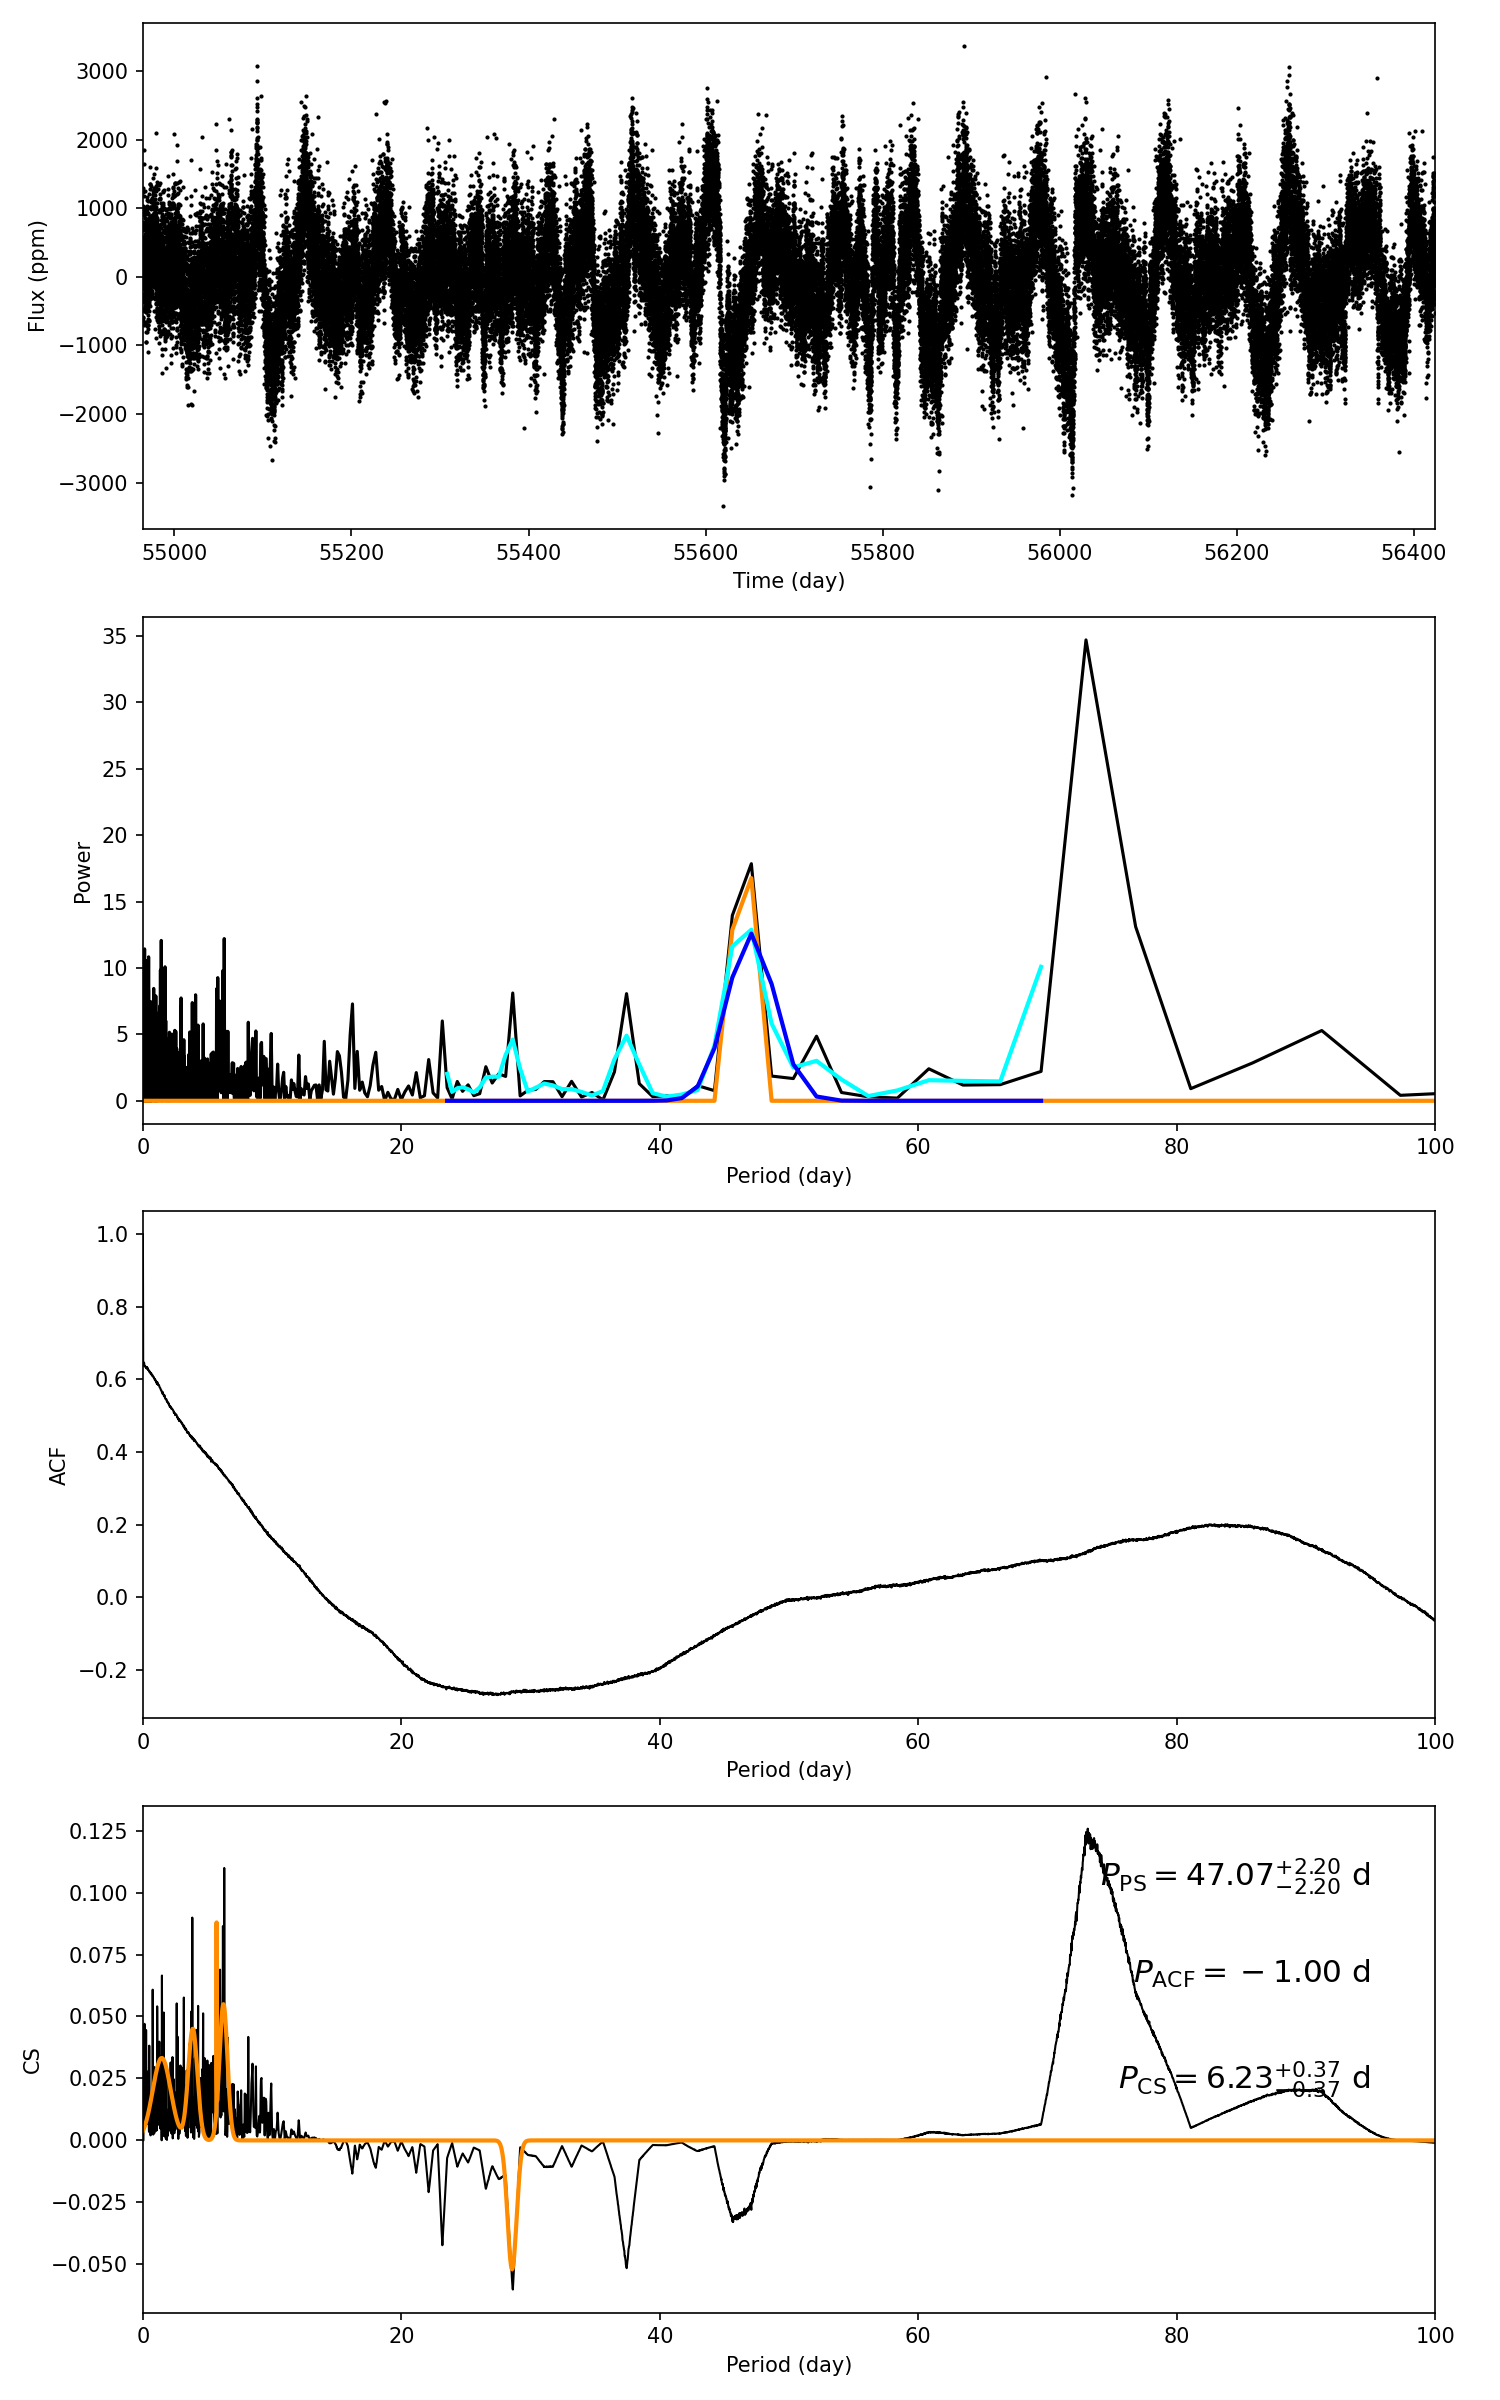 3000
2000
1000
0
−1000
−2000
−3000
Flux (ppm)
55000 55200 55400 55600 55800 56000 56200 56400
Time (day)
35
30
25
20
15
10
5
0
Power
0 20 40 60 80 100
Period (day)
1.0
0.8
0.6
0.4
0.2
0.0
−0.2
ACF
0 20 40 60 80 100
Period (day)
0.125
0.100
0.075
0.050
0.025
0.000
−0.025
−0.050
CS
P_PS = 47.07 +2.20 −2.20 d
P_ACF = −1.00 d
P_CS = 6.23 +0.37 −0.37 d
0 20 40 60 80 100
Period (day)